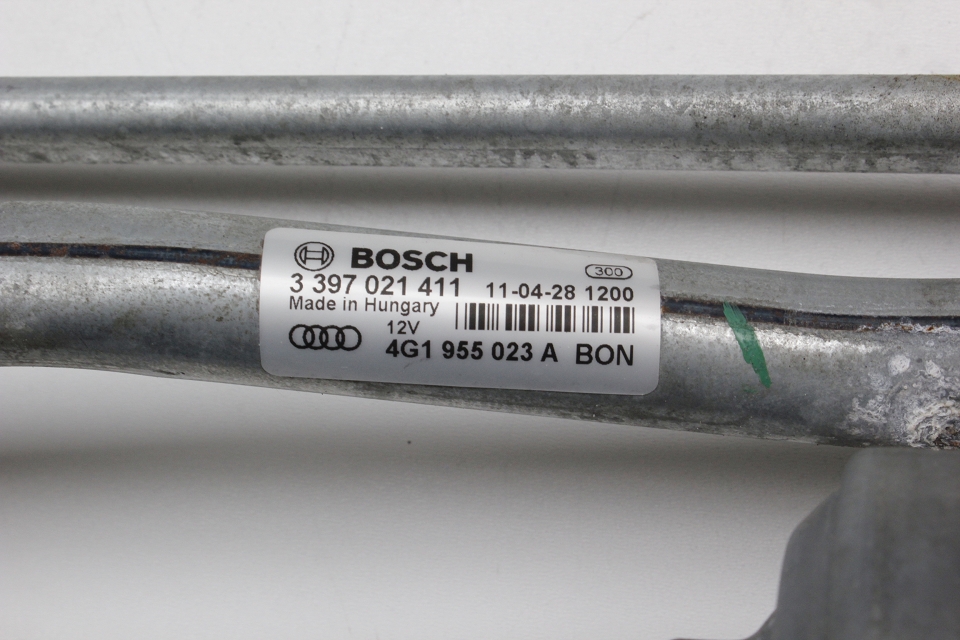 BOSCH
300
3 397 021 411 11-04-28 1200
Made in Hungary
12V
4G1 955 023 A BON